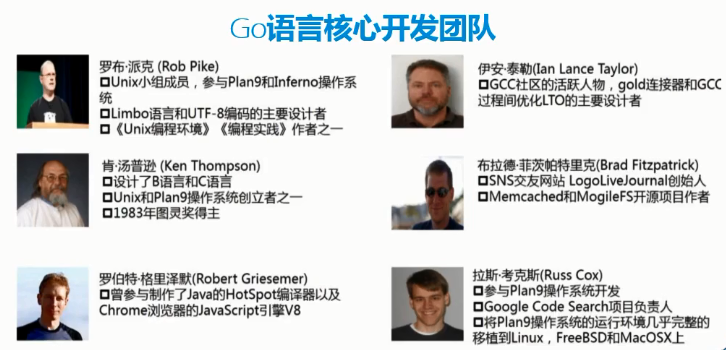 Go语言核心开发团队
罗布·派克 (Rob Pike)
❑Unix小组成员，参与Plan9和Inferno操作系
统
❑Limbo语言和UTF-8编码的主要设计者
❑《Unix编程环境》《编程实践》作者之一
肯·汤普逊 (Ken Thompson)
❑设计了B语言和C语言
❑Unix和Plan9操作系统创立者之一
❑1983年图灵奖得主
罗伯特·格里泽默(Robert Griesemer)
❑曾参与制作了Java的HotSpot编译器以及
Chrome浏览器的JavaScript引擎V8
伊安·泰勒(Ian Lance Taylor)
❑GCC社区的活跃人物，gold连接器和GCC
过程间优化LTO的主要设计者
布拉德·菲茨帕特里克(Brad Fitzpatrick)
❑SNS交友网站 LogoLiveJournal创始人
❑Memcached和MogileFS开源项目作者
拉斯·考克斯(Russ Cox)
❑参与Plan9操作系统开发
❑Google Code Search项目负责人
❑将Plan9操作系统的运行环境几乎完整的
移植到Linux，FreeBSD和MacOSX上